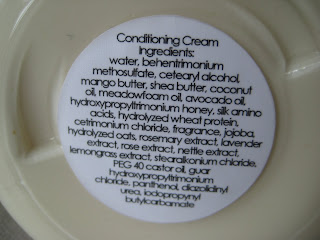 Conditioning Cream
Ingredients:
water, behentrimonium
methosulfate, cetearyl alcohol,
mango butter, shea butter, coconut
oil, meadowfoam oil, avocado oil,
hydroxypropyltrimonium honey, silk amino
acids, hydrolyzed wheat protein,
cetrimonium chloride, fragrance, jojoba,
hydrolyzed oats, rosemary extract, lavender
extract, rose extract, nettle extract,
lemongrass extract, stearalkonium chloride,
PEG 40 castor oil, guar
hydroxypropyltrimonium
chloride, panthenol, diazolidinyl
urea, iodopropynyl
butylcarbamate